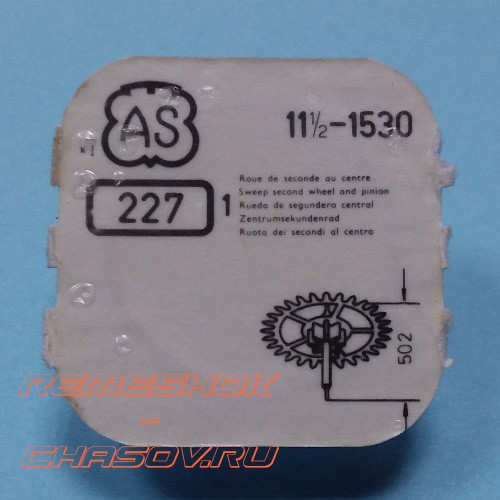 AS
11½-1530
227 1
Roue de seconde au centre
Sweep second wheel and pinion
Rueda de segundero central
Zentrumsekundenrad
Ruota dei secondi al centro
502
REMESHOK
-
CHASOV.RU